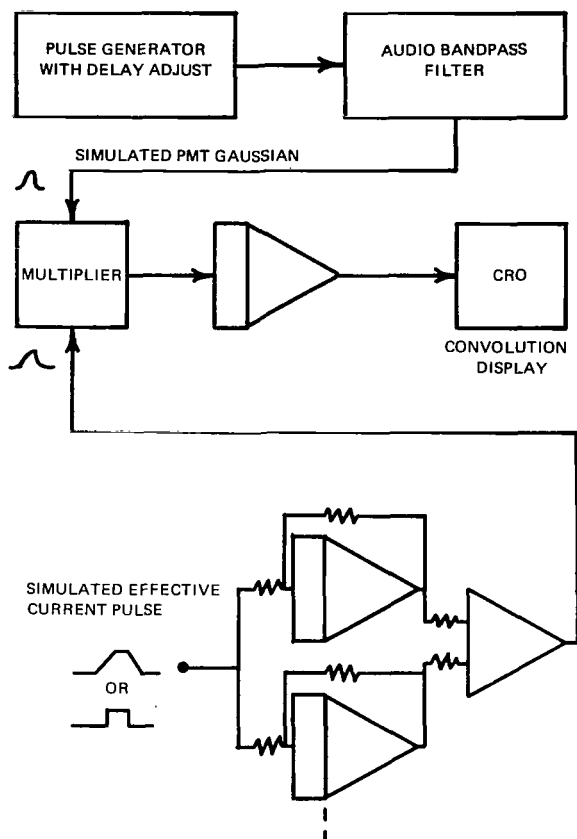 PULSE GENERATOR
WITH DELAY ADJUST
AUDIO BANDPASS
FILTER
SIMULATED PMT GAUSSIAN
MULTIPLIER
CRO
CONVOLUTION
DISPLAY
SIMULATED EFFECTIVE
CURRENT PULSE
OR